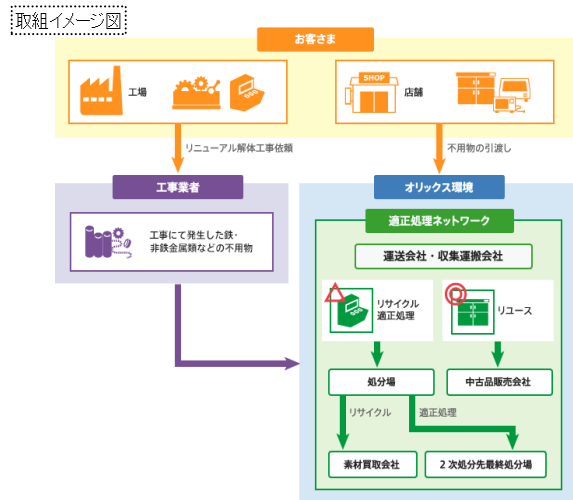 取組イメージ図
お客さま
工場
SHOP
店舗
リニューアル解体工事依頼
不用物の引渡し
工事業者
工事にて発生した鉄・
非鉄金属類などの不用物
オリックス環境
適正処理ネットワーク
運送会社・収集運搬会社
リサイクル
適正処理
リユース
処分場
中古品販売会社
リサイクル
適正処理
素材買取会社
2次処分先最終処分場